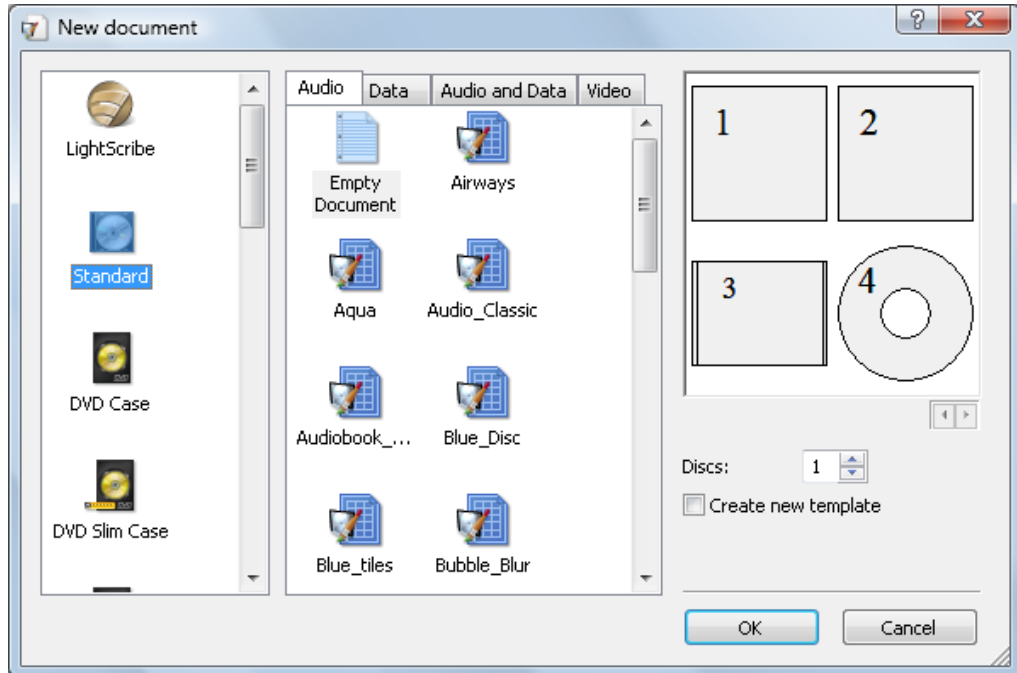 New document
LightScribe
Standard
DVD Case
DVD Slim Case
Audio
Data
Audio and Data
Video
Empty
Document
Airways
Aqua
Audio_Classic
Audiobook_...
Blue_Disc
Blue_tiles
Bubble_Blur
1
2
3
4
Discs:
1
Create new template
OK
Cancel